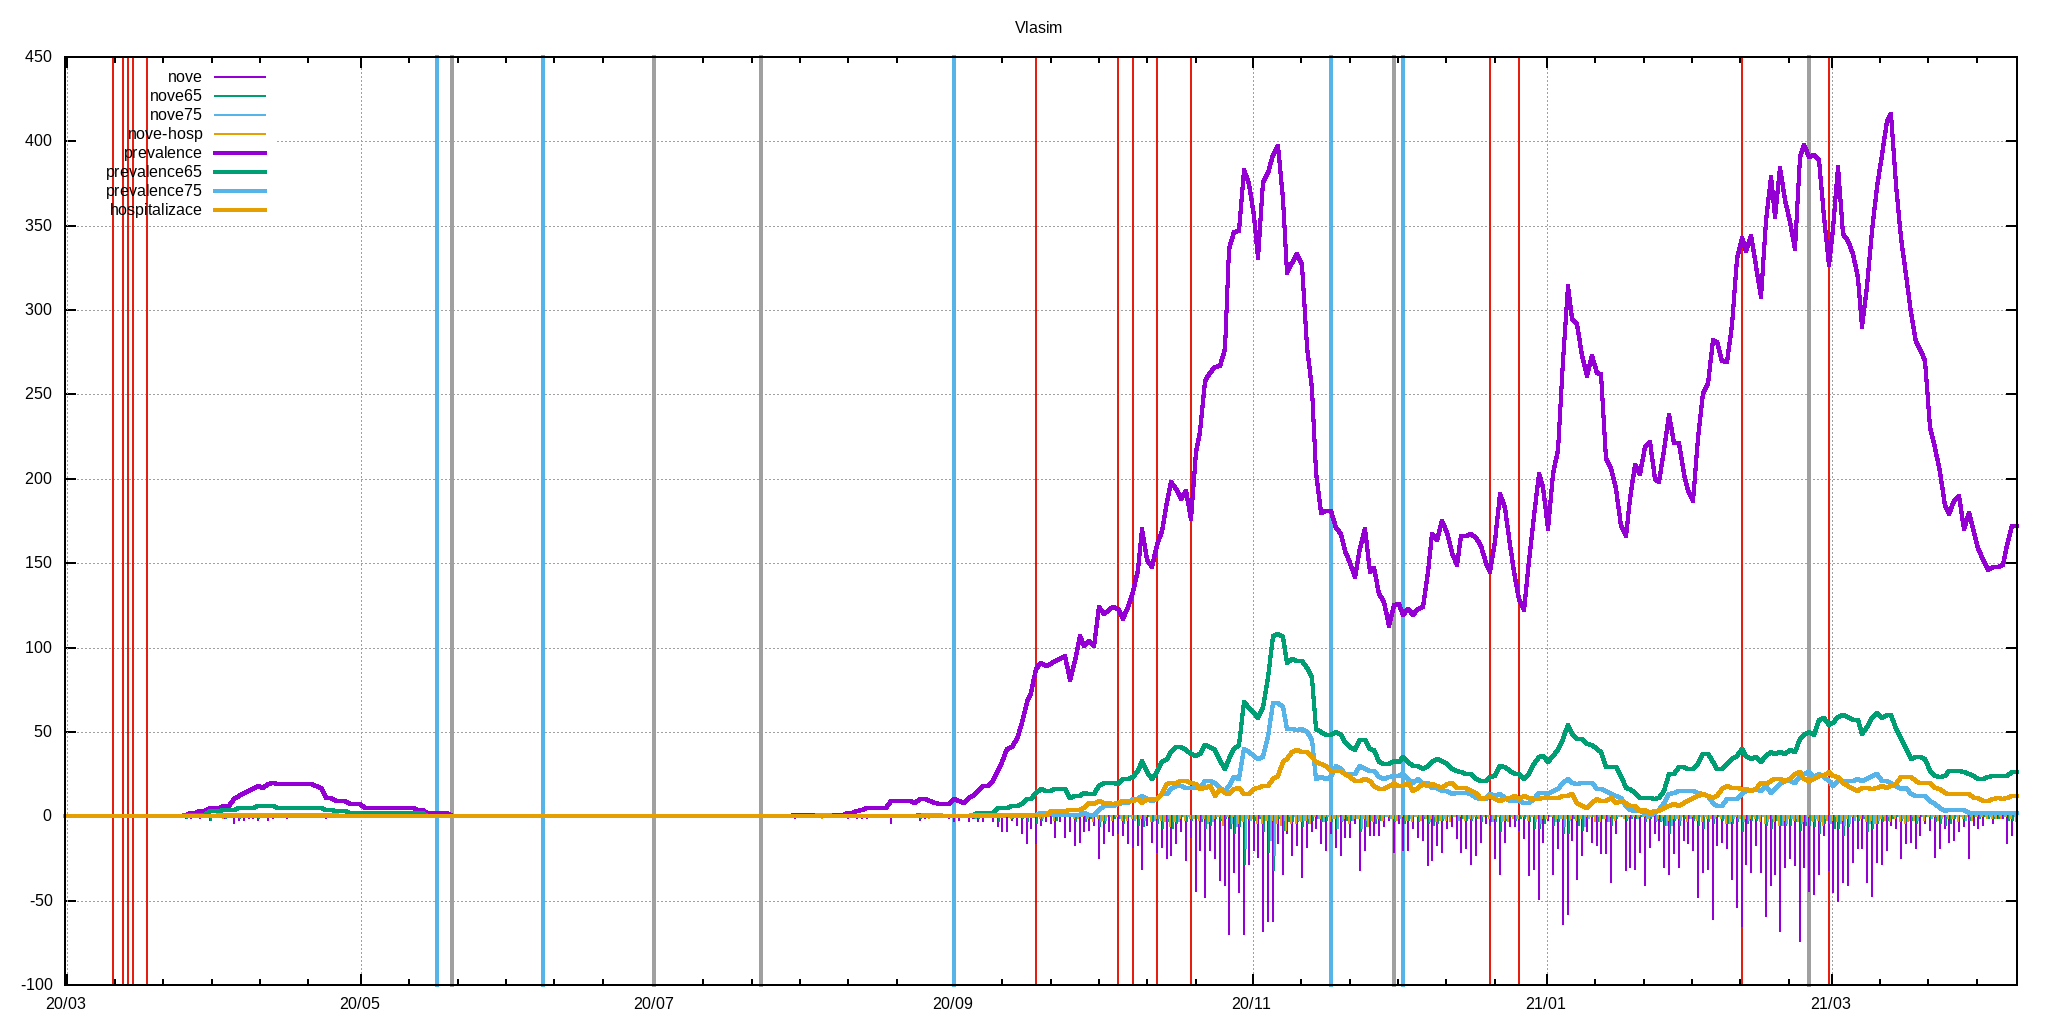 Vlasim
450
400
350
300
250
200
150
100
50
0
-50
-100
nove
nove65
nove75
nove-hosp
prevalence
prevalence65
prevalence75
hospitalizace
20/03 20/05 20/07 20/09 20/11 21/01 21/03